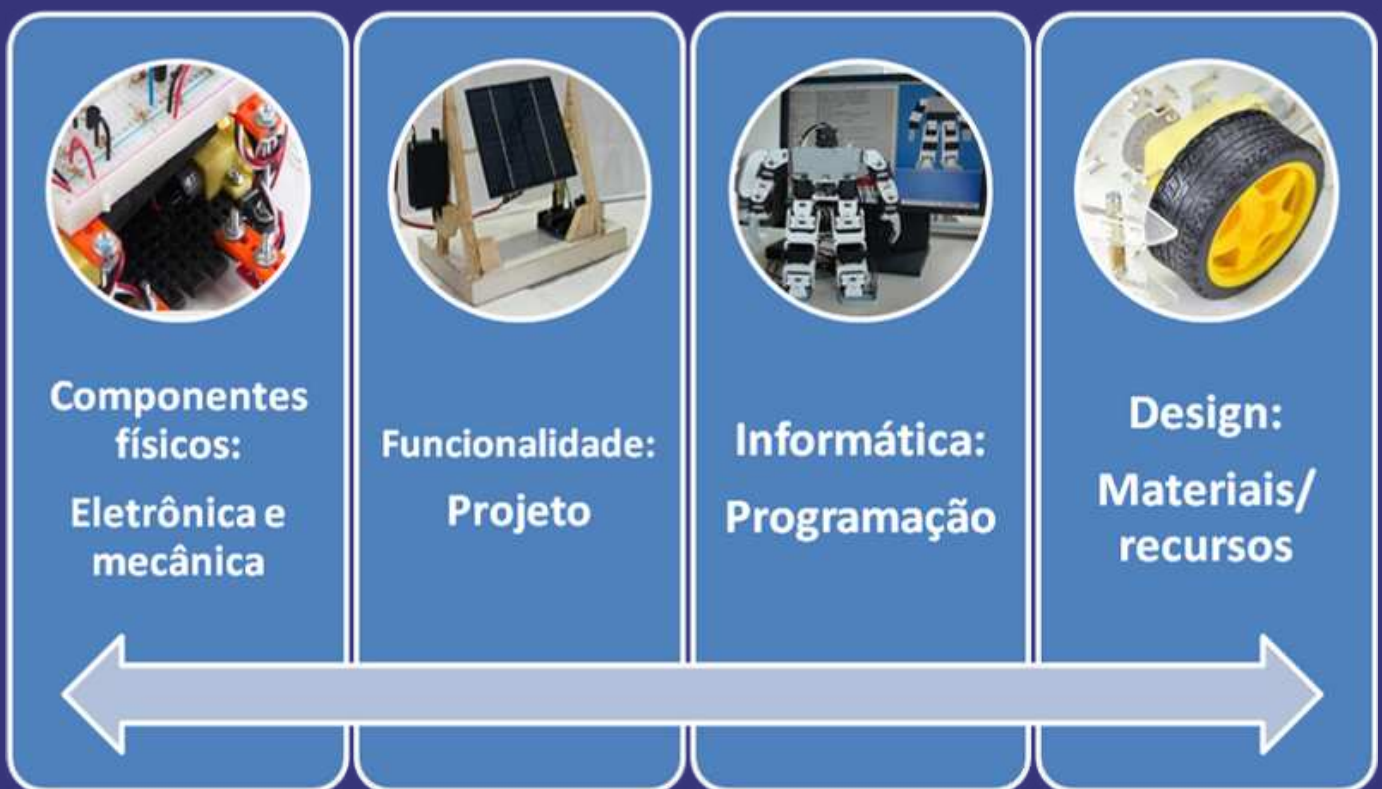 Componentes
físicos:
Eletrônica e
mecânica
Funcionalidade:
Projeto
Informática:
Programação
Design:
Materiais/
recursos